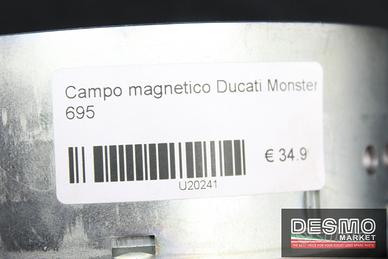 Campo magnetico Ducati Monster
695
€ 34.9
U20241
DESMO
MARKET